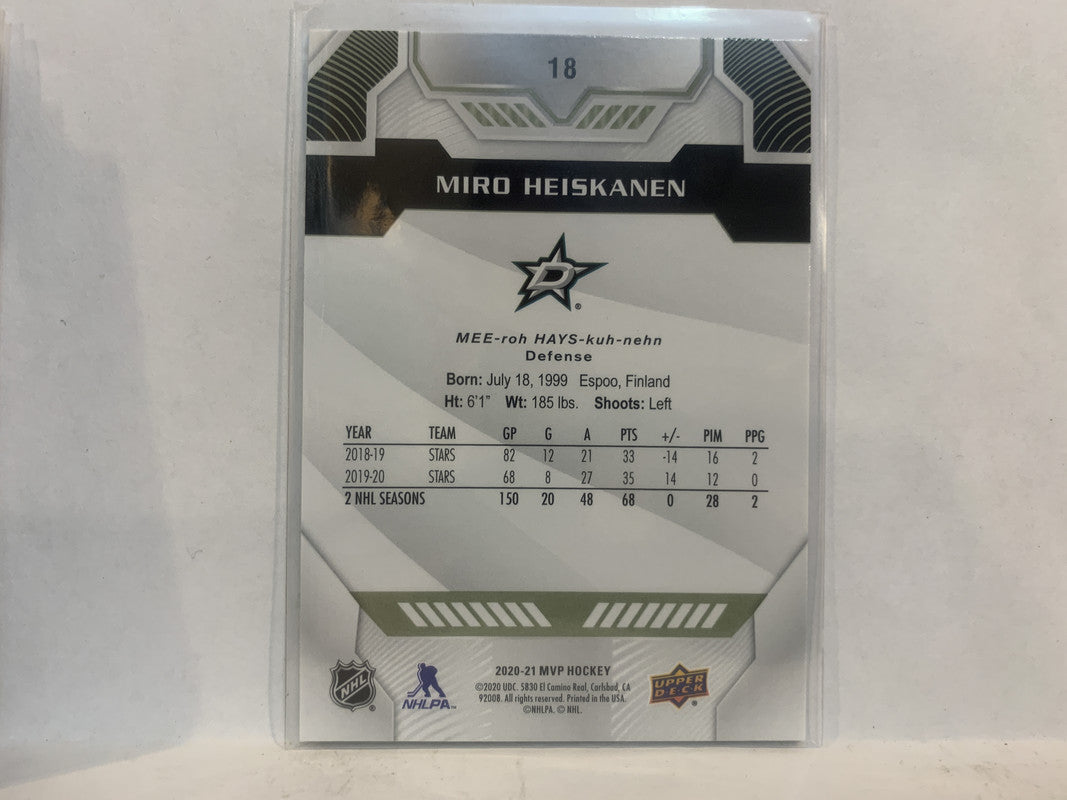 18
MIRO HEISKANEN
D
®
MEE-roh HAYS-kuh-nehn
Defense
Born: July 18, 1999 Espoo, Finland
Ht: 6'1" Wt: 185 lbs. Shoots: Left
YEAR TEAM GP G A PTS +/- PIM PPG
2018-19 STARS 82 12 21 33 -14 16 2
2019-20 STARS 68 8 27 35 14 12 0
2 NHL SEASONS 150 20 48 68 0 28 2
2020-21 MVP HOCKEY
©2020 UDC. 5830 El Camino Real, Carlsbad, CA
92008. All rights reserved. Printed in the USA.
©NHLPA. © NHL.
NHL ®
NHLPA™
UPPER
DECK ®